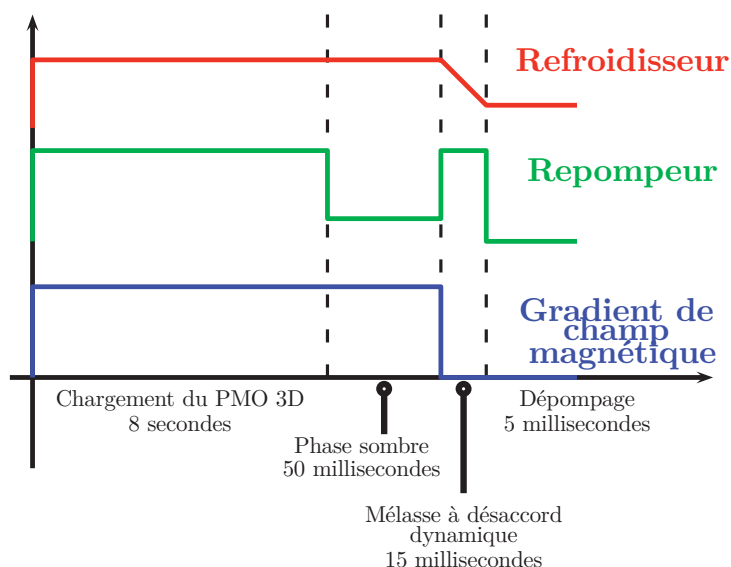 Refroidisseur
Repompeur
Gradient de
champ
magnétique
Chargement du PMO 3D
8 secondes
Dépompage
5 millisecondes
Phase sombre
50 millisecondes
Mélasse à désaccord
dynamique
15 millisecondes